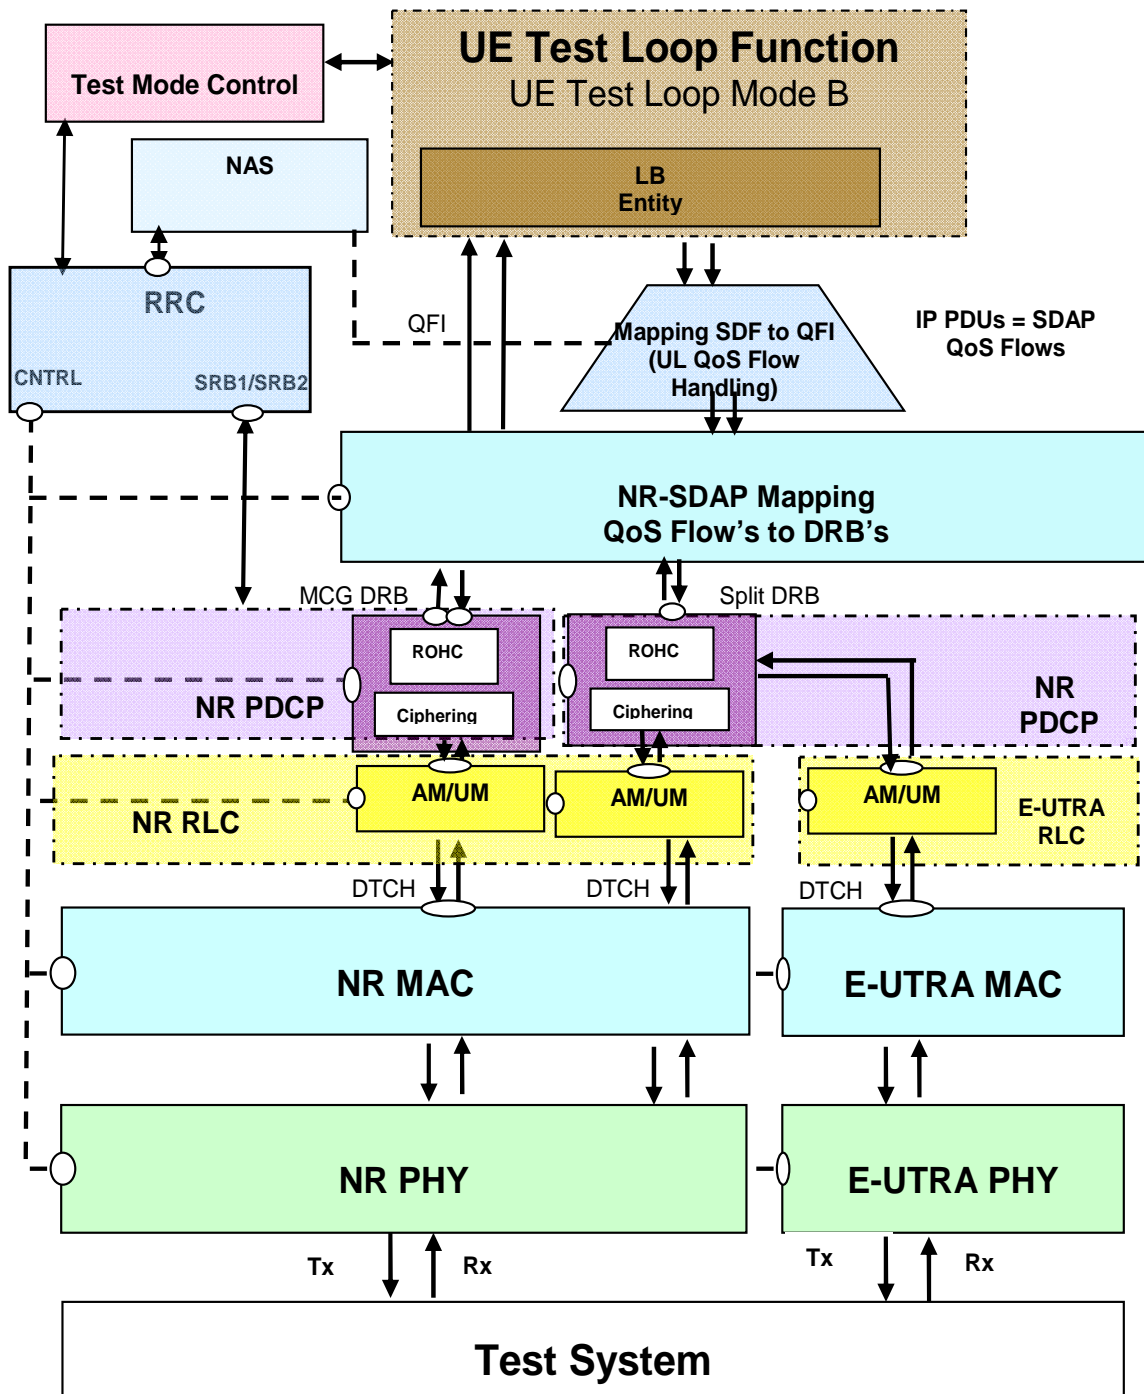 UE Test Loop Function
UE Test Loop Mode B
Test Mode Control
NAS
LB
Entity
RRC
QFI
Mapping SDF to QFI
(UL QoS Flow
Handling)
IP PDUs = SDAP
QoS Flows
CNTRL
SRB1/SRB2
NR-SDAP Mapping
QoS Flow's to DRB's
MCG DRB
Split DRB
ROHC
ROHC
NR PDCP
Ciphering
Ciphering
NR
PDCP
NR RLC
AM/UM
AM/UM
AM/UM
E-UTRA
RLC
DTCH
DTCH
DTCH
NR MAC
E-UTRA MAC
NR PHY
E-UTRA PHY
Tx
Rx
Tx
Rx
Test System